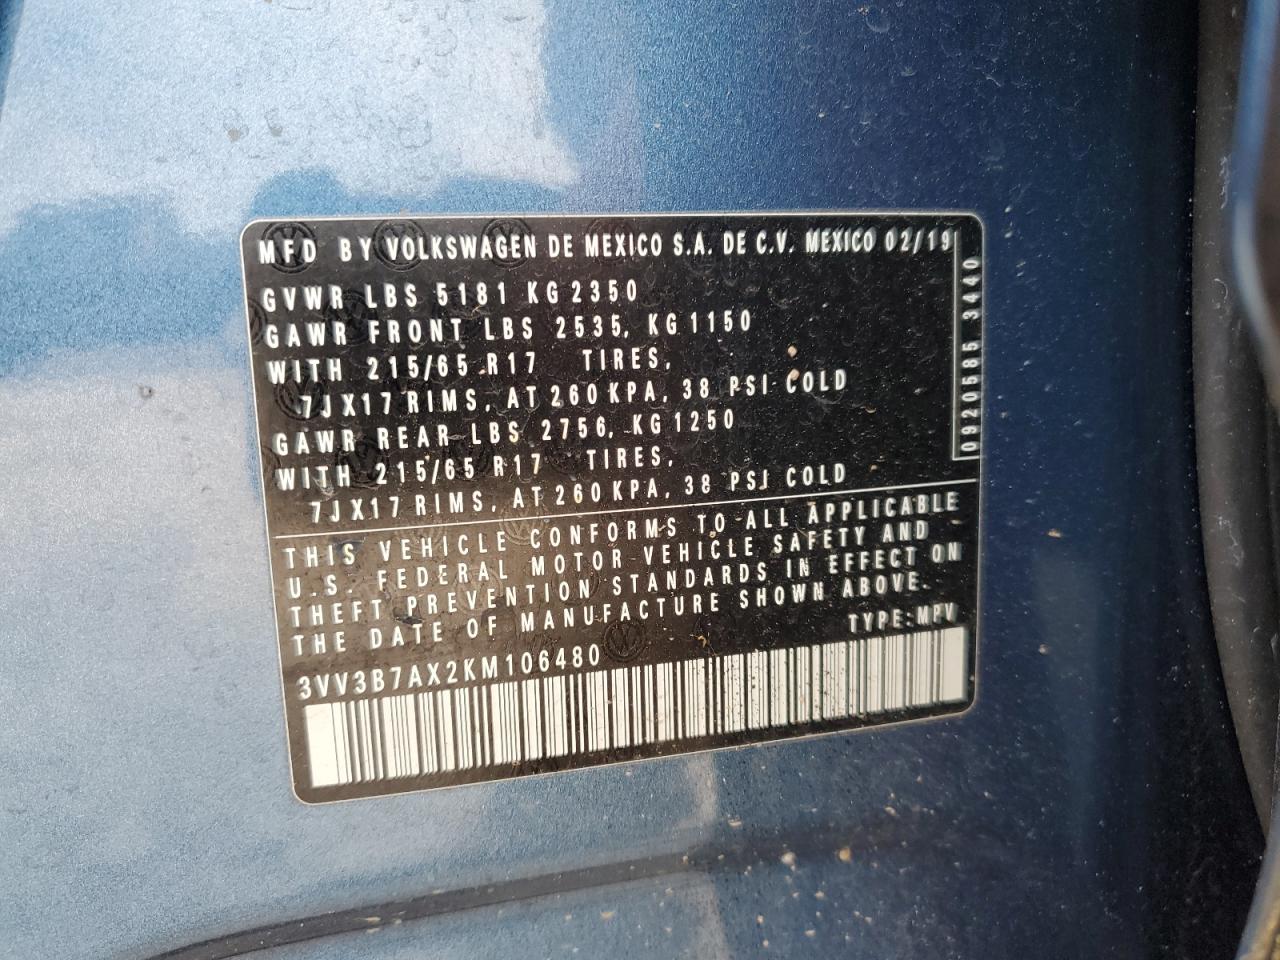 MFD BY VOLKSWAGEN DE MEXICO S.A. DE C.V. MEXICO 02/19
GVWR LBS 5181 KG 2350
GAWR FRONT LBS 2535, KG 1150
WITH 215/65 R17 TIRES,
7JX17 RIMS, AT 260 KPA, 38 PSI COLD
GAWR REAR LBS 2756, KG 1250
WITH 215/65 R17 TIRES,
7JX17 RIMS, AT 260 KPA, 38 PSI COLD
0920585 3440
THIS VEHICLE CONFORMS TO ALL APPLICABLE
U.S. FEDERAL MOTOR VEHICLE SAFETY AND
THEFT PREVENTION STANDARDS IN EFFECT ON
THE DATE OF MANUFACTURE SHOWN ABOVE.
TYPE: MPV
3VV3B7AX2KM106480